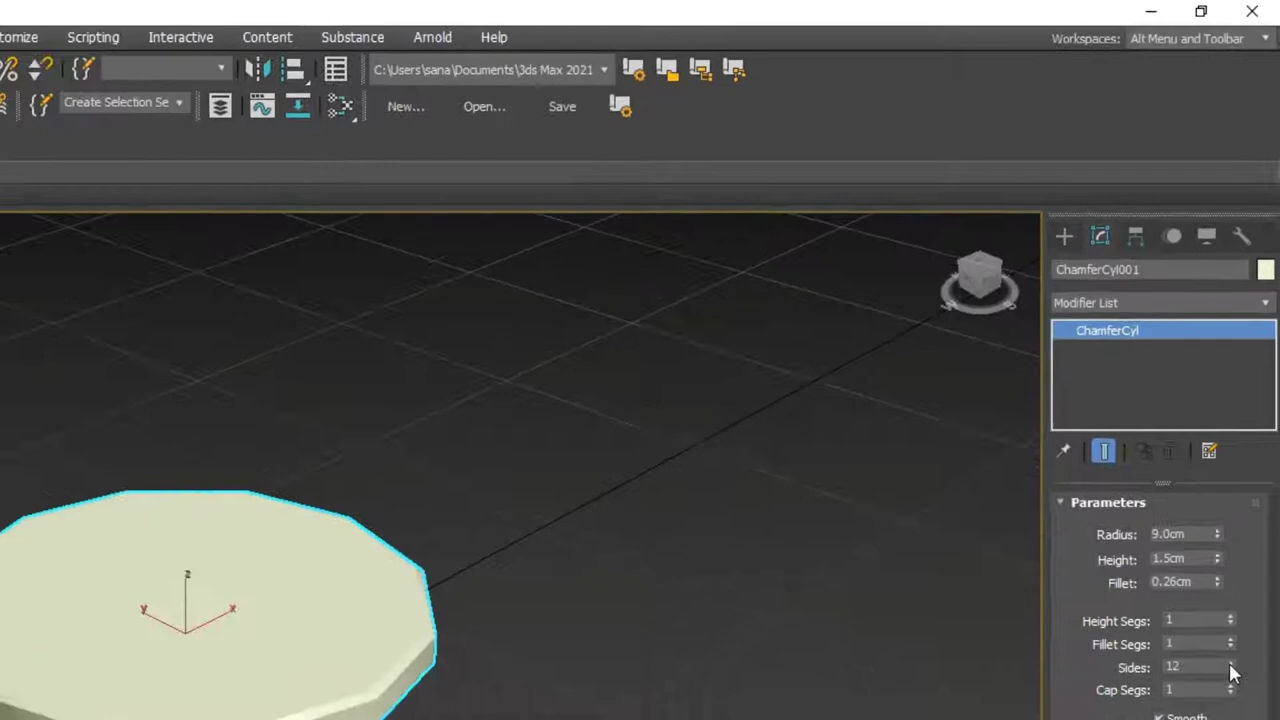 tomize Scripting Interactive Content Substance Arnold Help Workspaces: Alt Menu and Toolbar
C:\Users\sana\Documents\3ds Max 2021
Create Selection Se New... Open... Save
ChamferCyl001
Modifier List
ChamferCyl
Parameters
Radius: 9.0cm
Height: 1.5cm
Fillet: 0.26cm
Height Segs: 1
Fillet Segs: 1
Sides: 12
Cap Segs: 1
Smooth
z
y x